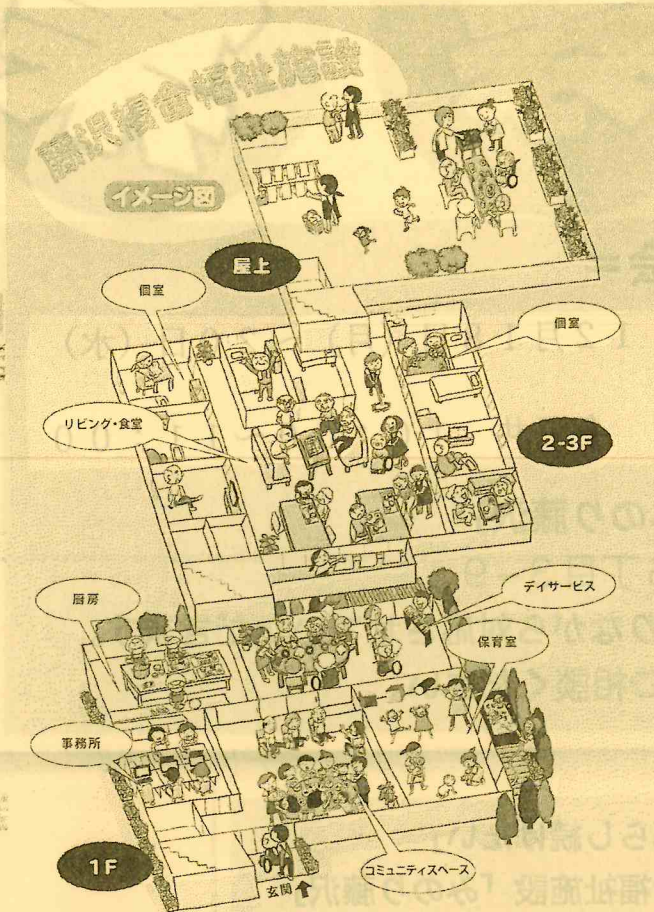 藤沢複合福祉施設
イメージ図
屋上
個室
個室
リビング・食堂
2-3F
デイサービス
厨房
保育室
事務所
1F
コミュニティスペース
玄関